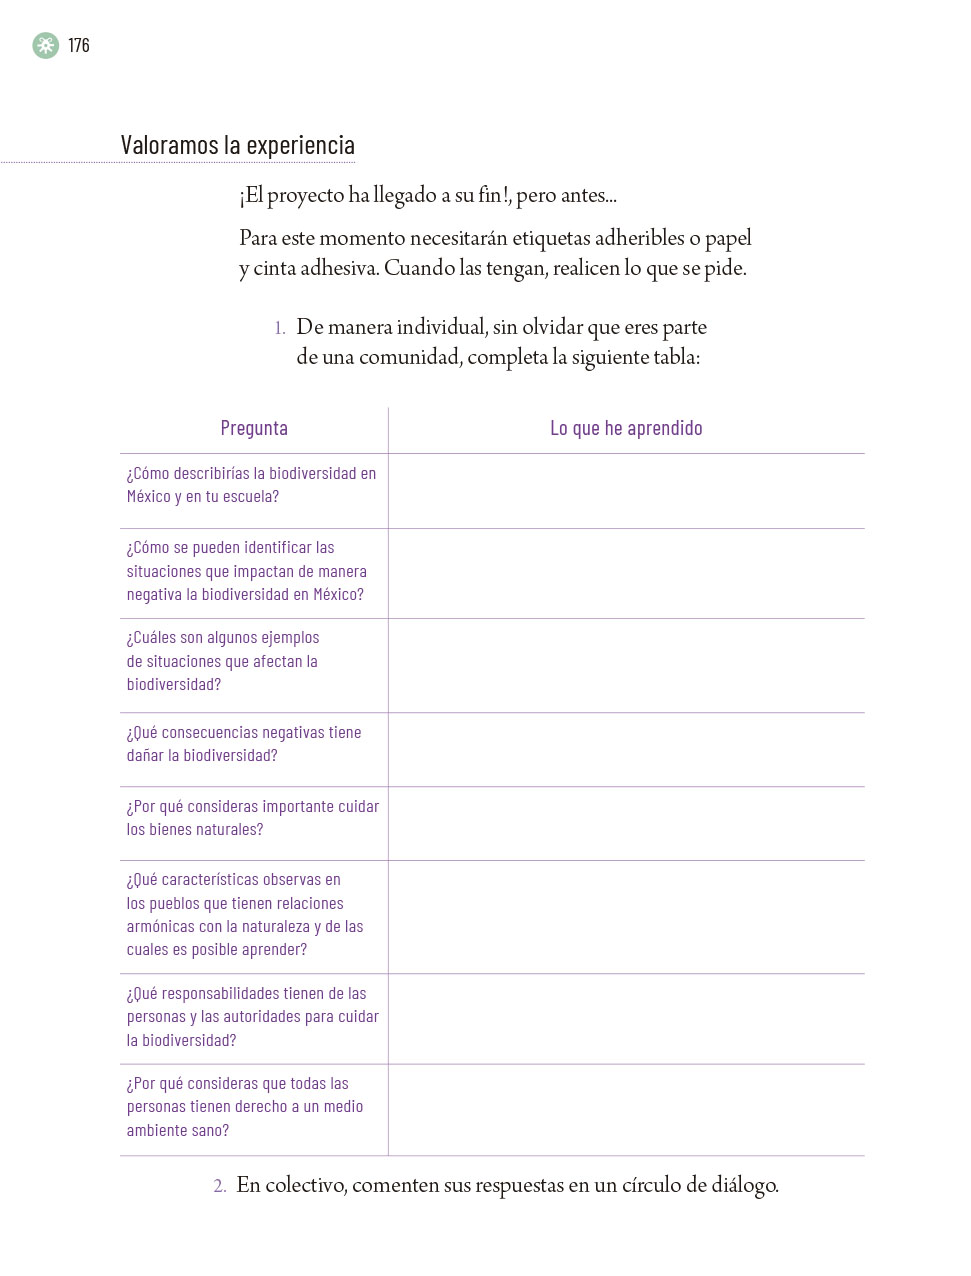 176
Valoramos la experiencia
¡El proyecto ha llegado a su fin!, pero antes...
Para este momento necesitarán etiquetas adheribles o papel
y cinta adhesiva. Cuando las tengan, realicen lo que se pide.
1. De manera individual, sin olvidar que eres parte
de una comunidad, completa la siguiente tabla:
Pregunta
Lo que he aprendido
¿Cómo describirías la biodiversidad en
México y en tu escuela?
¿Cómo se pueden identificar las
situaciones que impactan de manera
negativa la biodiversidad en México?
¿Cuáles son algunos ejemplos
de situaciones que afectan la
biodiversidad?
¿Qué consecuencias negativas tiene
dañar la biodiversidad?
¿Por qué consideras importante cuidar
los bienes naturales?
¿Qué características observas en
los pueblos que tienen relaciones
armónicas con la naturaleza y de las
cuales es posible aprender?
¿Qué responsabilidades tienen de las
personas y las autoridades para cuidar
la biodiversidad?
¿Por qué consideras que todas las
personas tienen derecho a un medio
ambiente sano?
2. En colectivo, comenten sus respuestas en un círculo de diálogo.